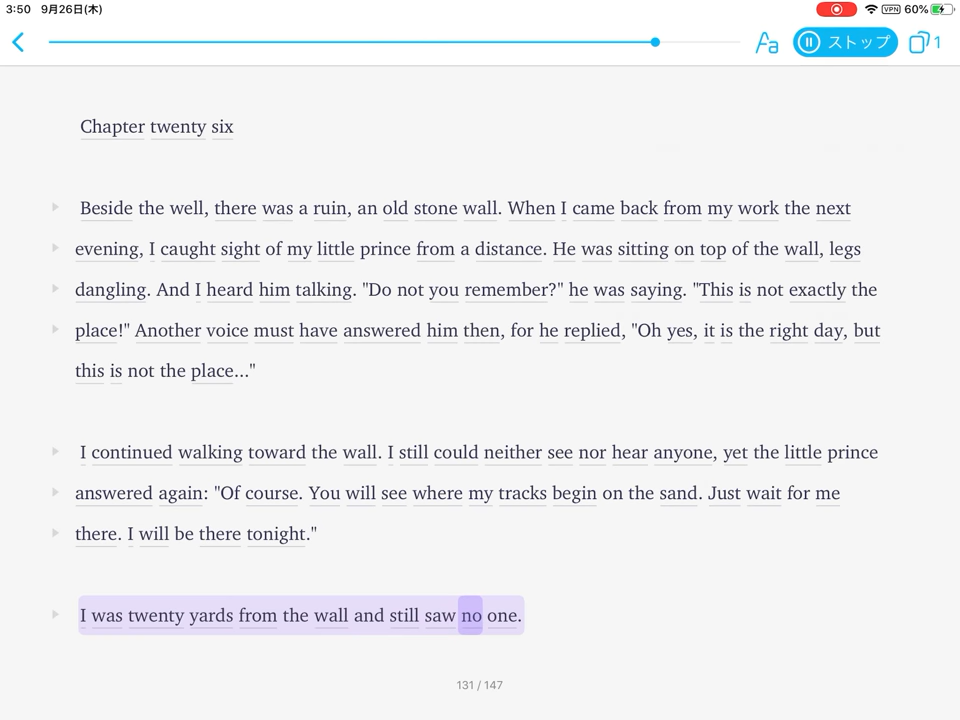 3:50 9月26日(木) VPN 60%
ストップ 1
Chapter twenty six
Beside the well, there was a ruin, an old stone wall. When I came back from my work the next
evening, I caught sight of my little prince from a distance. He was sitting on top of the wall, legs
dangling. And I heard him talking. "Do not you remember?" he was saying. "This is not exactly the
place!" Another voice must have answered him then, for he replied, "Oh yes, it is the right day, but
this is not the place..."
I continued walking toward the wall. I still could neither see nor hear anyone, yet the little prince
answered again: "Of course. You will see where my tracks begin on the sand. Just wait for me
there. I will be there tonight."
I was twenty yards from the wall and still saw no one.
131 / 147